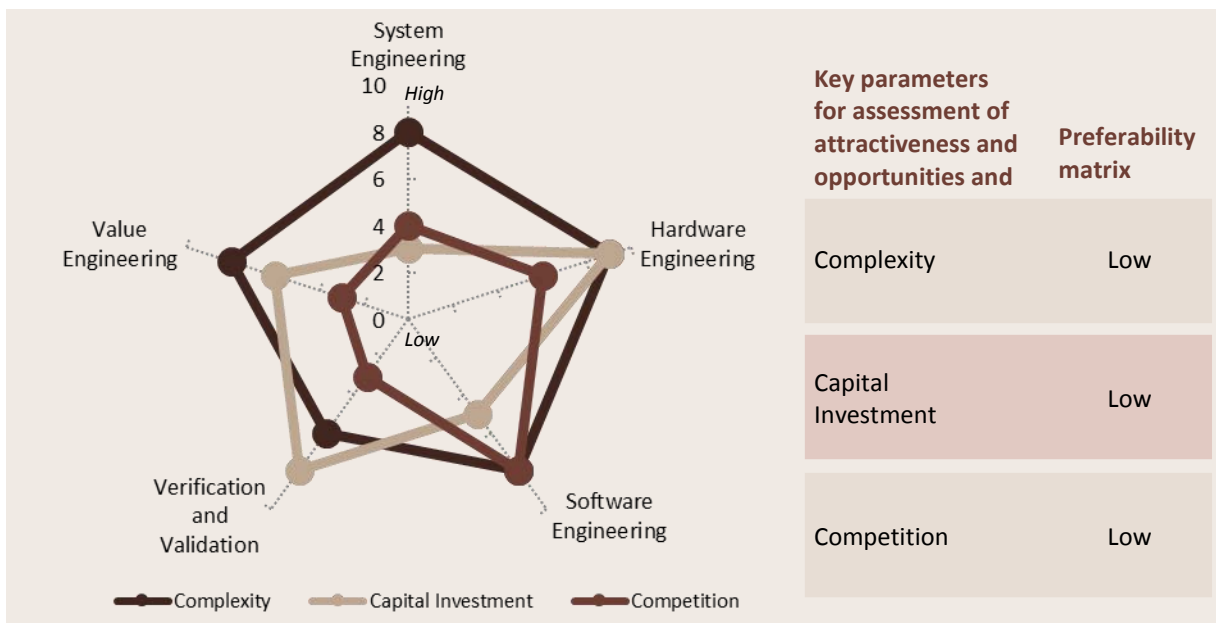 System
Engineering
10
High
8
6
4
2
0
Low
Hardware
Engineering
Software
Engineering
Verification
and
Validation
Value
Engineering
Complexity
Capital Investment
Competition
Key parameters
for assessment of
attractiveness and
opportunities and
Preferability
matrix
Complexity
Low
Capital
Investment
Low
Competition
Low